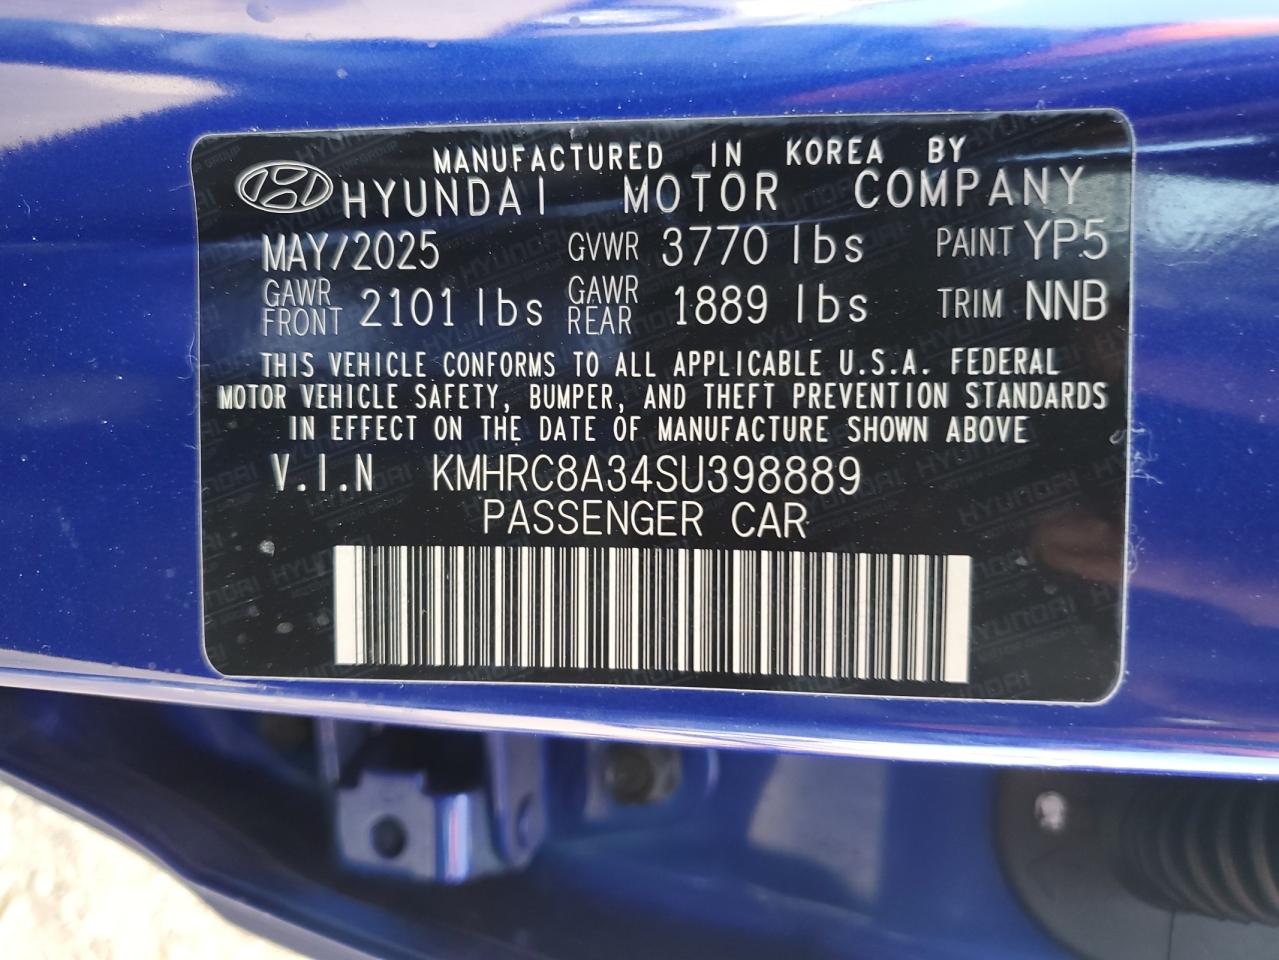 MANUFACTURED IN KOREA BY
HYUNDAI MOTOR COMPANY
MAY/2025 GVWR 3770 lbs PAINT YP5
GAWR FRONT 2101 lbs GAWR REAR 1889 lbs TRIM NNB
THIS VEHICLE CONFORMS TO ALL APPLICABLE U.S.A. FEDERAL
MOTOR VEHICLE SAFETY, BUMPER, AND THEFT PREVENTION STANDARDS
IN EFFECT ON THE DATE OF MANUFACTURE SHOWN ABOVE
V.I.N KMHRC8A34SU398889
PASSENGER CAR